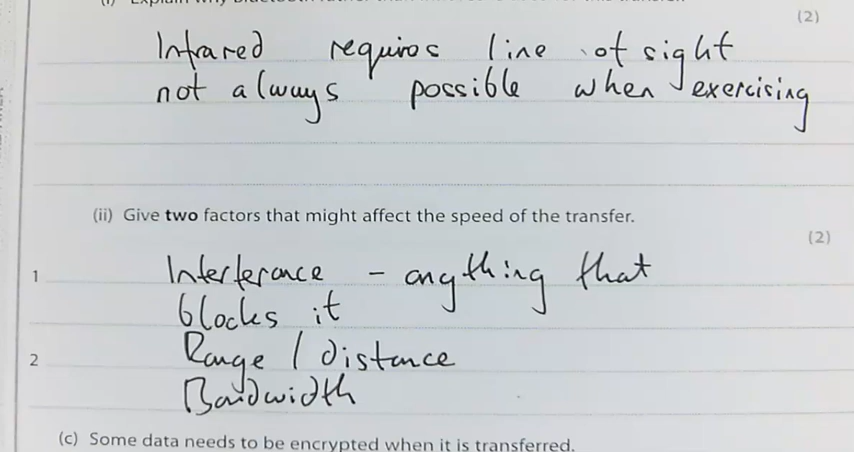 (2)
Infrared requires line of sight
not always possible when exercising
(ii) Give two factors that might affect the speed of the transfer.
(2)
1 Interference - anything that
blocks it
2 Range / distance
Bandwidth
(c) Some data needs to be encrypted when it is transferred.